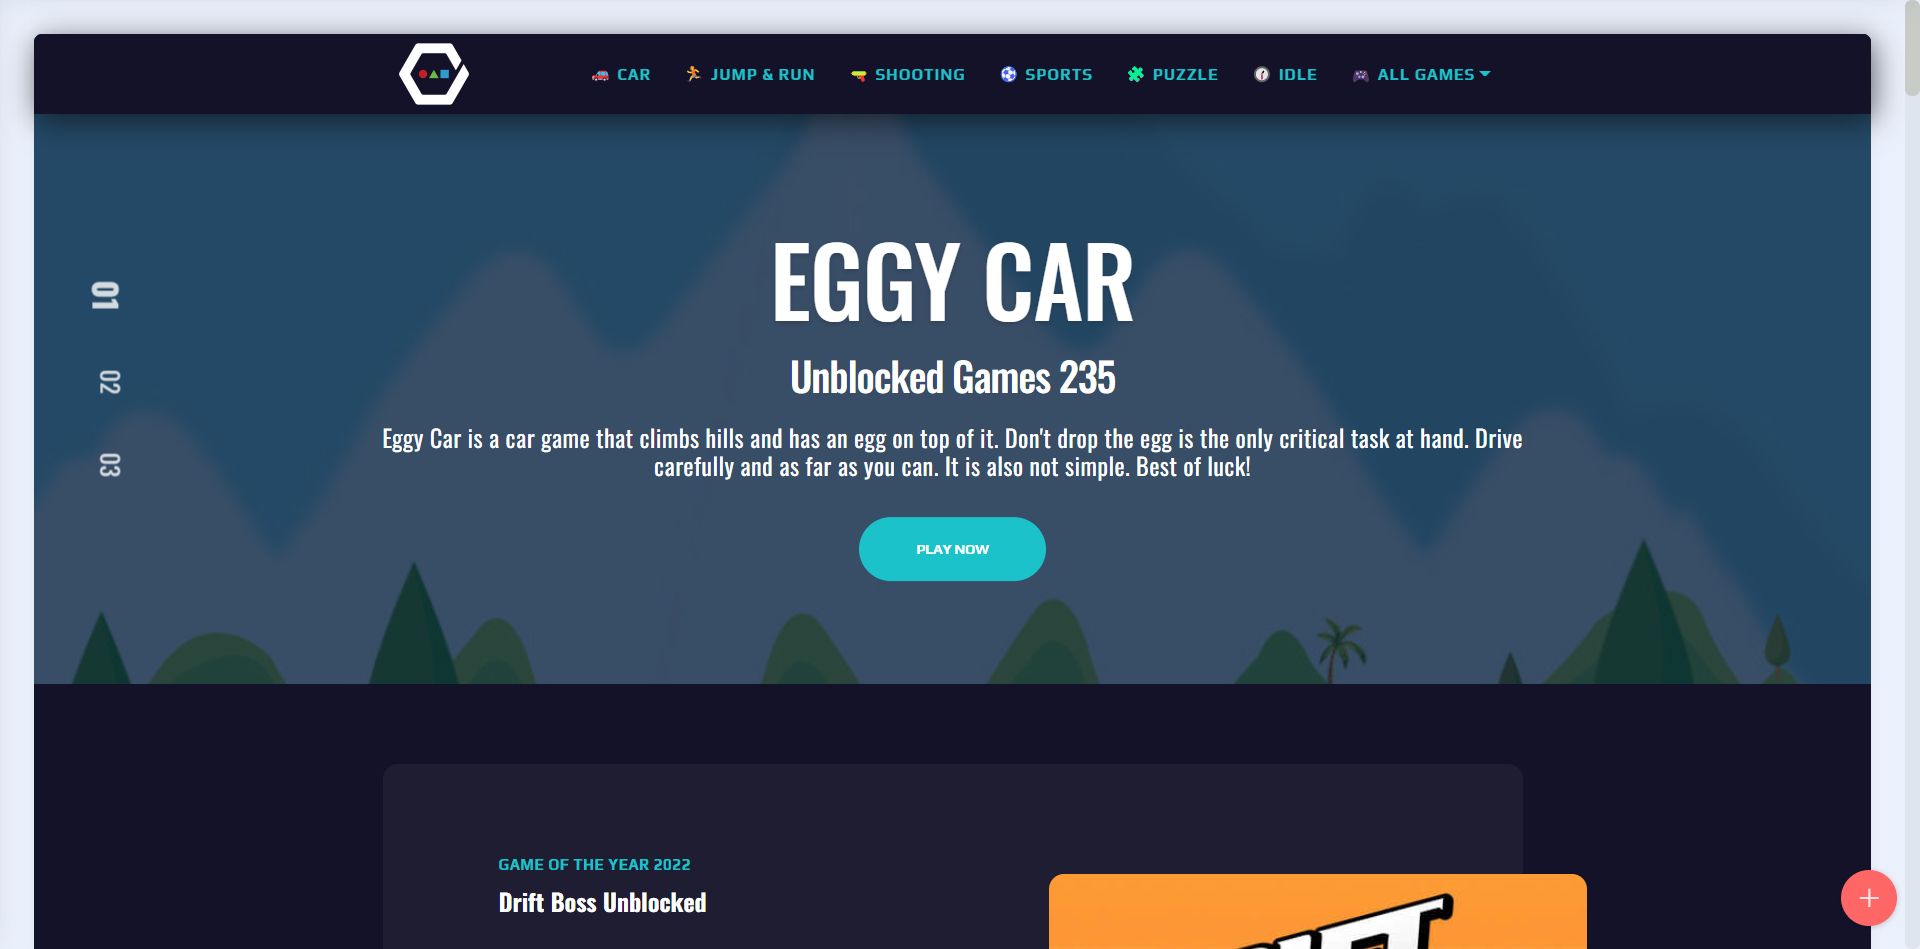 CAR
JUMP & RUN
SHOOTING
SPORTS
PUZZLE
IDLE
ALL GAMES
01
02
03
EGGY CAR
Unblocked Games 235
Eggy Car is a car game that climbs hills and has an egg on top of it. Don't drop the egg is the only critical task at hand. Drive
carefully and as far as you can. It is also not simple. Best of luck!
PLAY NOW
GAME OF THE YEAR 2022
Drift Boss Unblocked